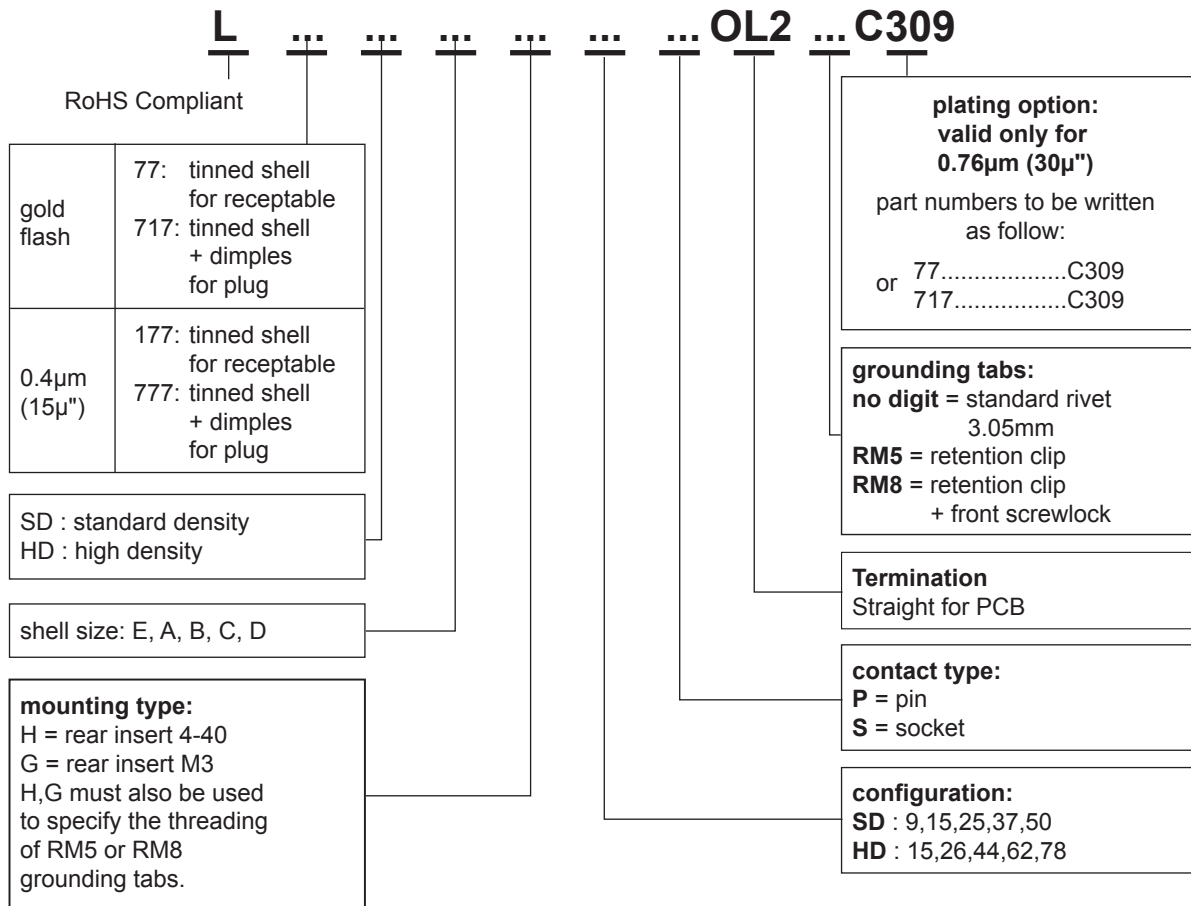 L ... ... ... ... ... ... OL2 ... C309
RoHS Compliant
gold
flash
77: tinned shell
for receptable
717: tinned shell
+ dimples
for plug
0.4µm
(15µ")
177: tinned shell
for receptable
777: tinned shell
+ dimples
for plug
SD : standard density
HD : high density
shell size: E, A, B, C, D
mounting type:
H = rear insert 4-40
G = rear insert M3
H,G must also be used
to specify the threading
of RM5 or RM8
grounding tabs.
plating option:
valid only for
0.76µm (30µ")
part numbers to be written
as follow:
77..................C309
or
717................C309
grounding tabs:
no digit = standard rivet
3.05mm
RM5 = retention clip
RM8 = retention clip
+ front screwlock
Termination
Straight for PCB
contact type:
P = pin
S = socket
configuration:
SD : 9,15,25,37,50
HD : 15,26,44,62,78